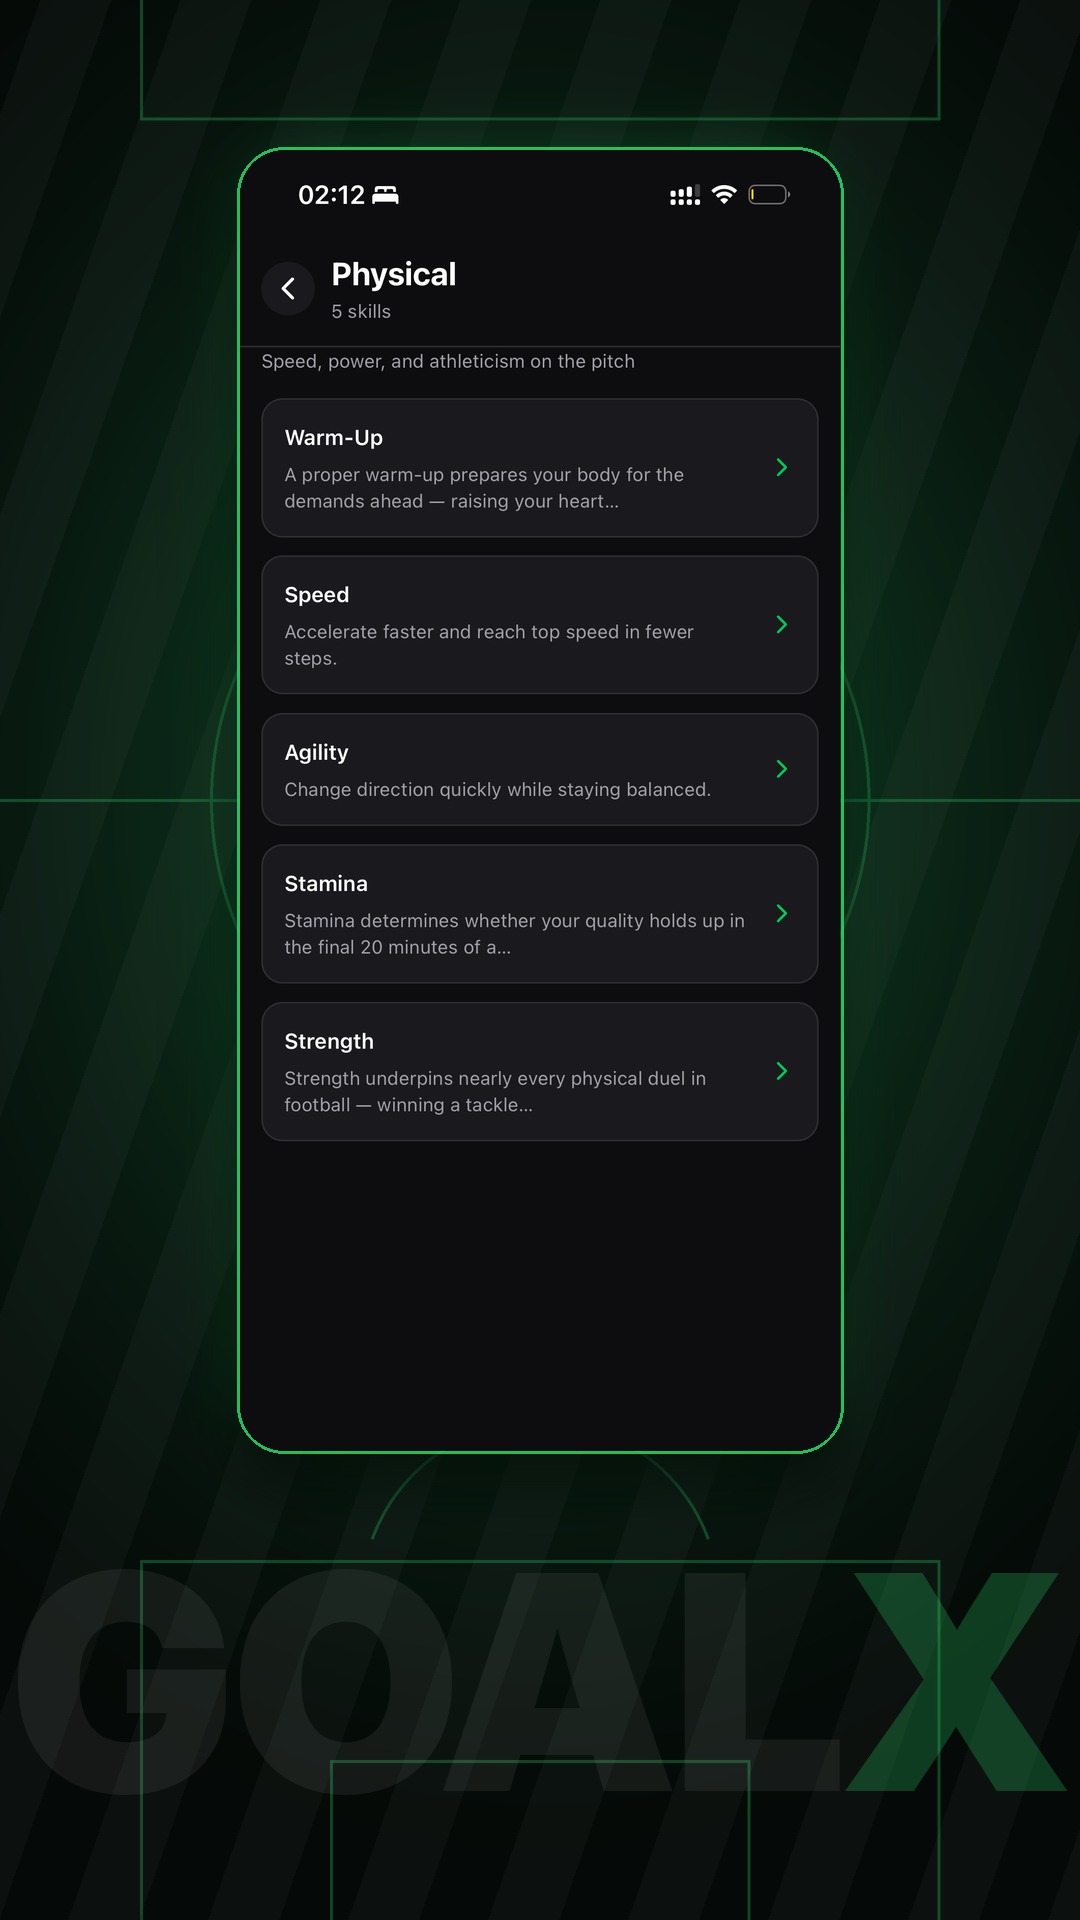 02:12
Physical
5 skills
Speed, power, and athleticism on the pitch
Warm-Up
A proper warm-up prepares your body for the
demands ahead — raising your heart...
Speed
Accelerate faster and reach top speed in fewer
steps.
Agility
Change direction quickly while staying balanced.
Stamina
Stamina determines whether your quality holds up in
the final 20 minutes of a...
Strength
Strength underpins nearly every physical duel in
football — winning a tackle...
GOALX